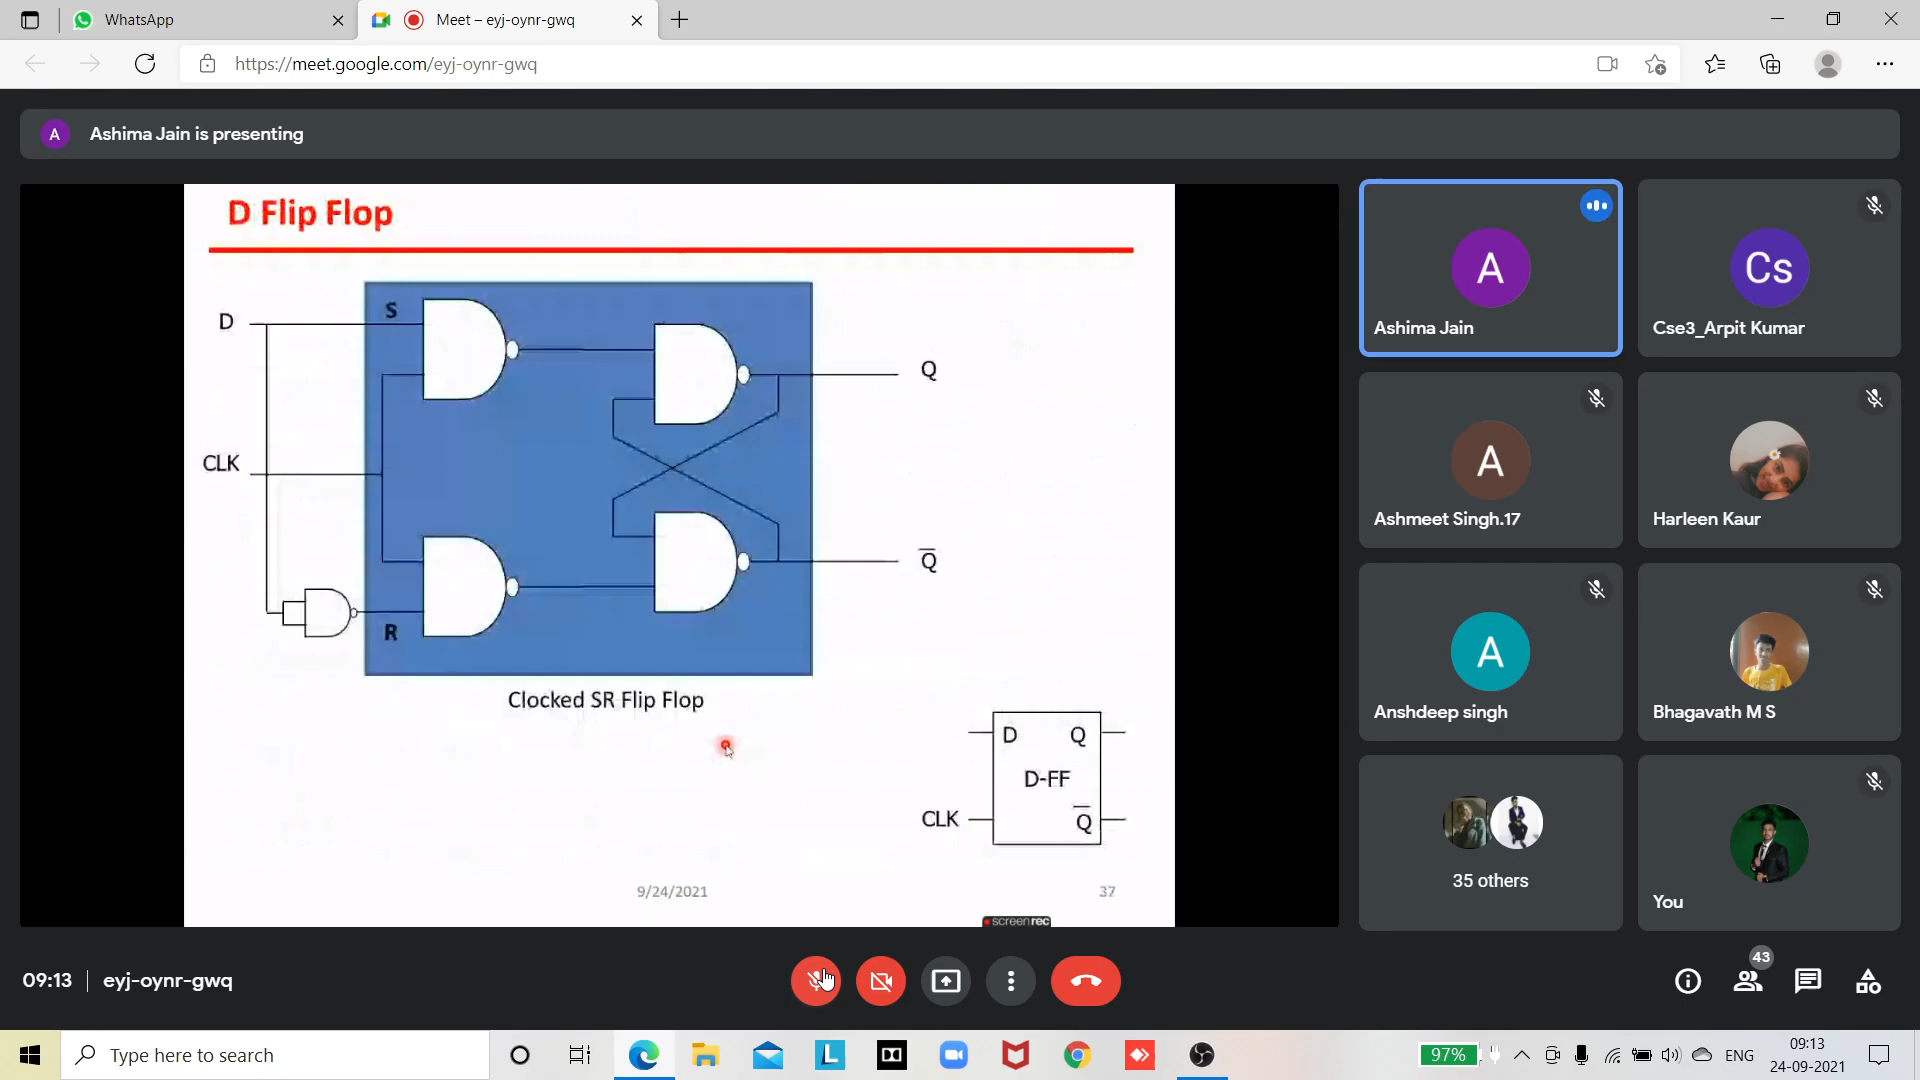 WhatsApp
Meet – eyj-oynr-gwq
https://meet.google.com/eyj-oynr-gwq
A
Ashima Jain is presenting
D Flip Flop
D
S
Q
CLK
Q
R
Clocked SR Flip Flop
D Q
D-FF
CLK
Q
9/24/2021
37
screenrec
A
Ashima Jain
Cs
Cse3_Arpit Kumar
A
Ashmeet Singh.17
Harleen Kaur
A
Anshdeep singh
Bhagavath M S
35 others
You
09:13
eyj-oynr-gwq
43
Type here to search
L
97%
ENG
09:13
24-09-2021